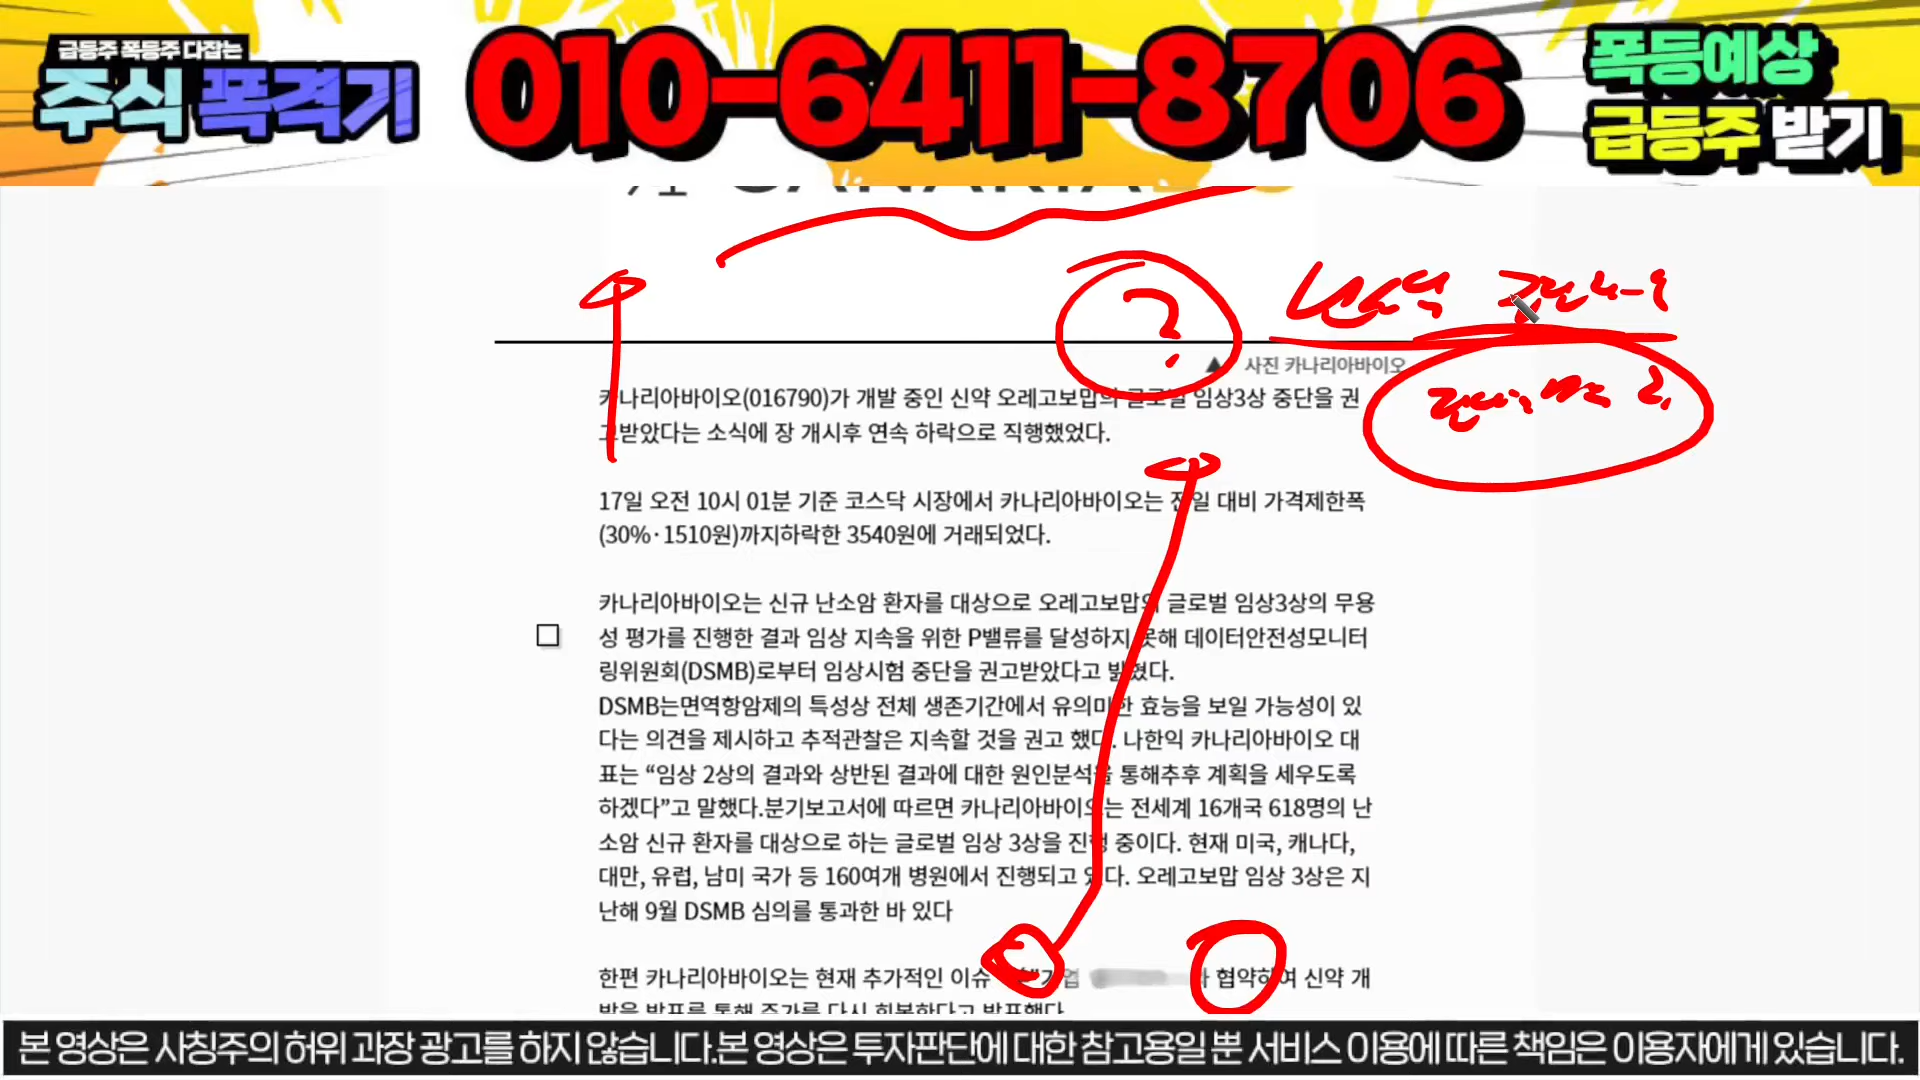 급등주 폭등주 다잡는
주식 폭격기
010-6411-8706
폭등예상
급등주 받기
?
▲ 사진 카나리아바이오
카나리아바이오(016790)가 개발 중인 신약 오레고보맙의 글로벌 임상3상 중단을 권
고받았다는 소식에 장 개시후 연속 하락으로 직행했었다.
17일 오전 10시 01분 기준 코스닥 시장에서 카나리아바이오는 전일 대비 가격제한폭
(30%·1510원)까지하락한 3540원에 거래되었다.
카나리아바이오는 신규 난소암 환자를 대상으로 오레고보맙의 글로벌 임상3상의 무용
성 평가를 진행한 결과 임상 지속을 위한 P밸류를 달성하지 못해 데이터안전성모니터
링위원회(DSMB)로부터 임상시험 중단을 권고받았다고 밝혔다.
DSMB는면역항암제의 특성상 전체 생존기간에서 유의미한 효능을 보일 가능성이 있
다는 의견을 제시하고 추적관찰은 지속할 것을 권고 했다. 나한익 카나리아바이오 대
표는 “임상 2상의 결과와 상반된 결과에 대한 원인분석을 통해추후 계획을 세우도록
하겠다”고 말했다.분기보고서에 따르면 카나리아바이오는 전세계 16개국 618명의 난
소암 신규 환자를 대상으로 하는 글로벌 임상 3상을 진행 중이다. 현재 미국, 캐나다,
대만, 유럽, 남미 국가 등 160여개 병원에서 진행되고 있다. 오레고보맙 임상 3상은 지
난해 9월 DSMB 심의를 통과한 바 있다
한편 카나리아바이오는 현재 추가적인 이슈 협약하여 신약 개
발을 발표를 통해 주가를 다시 회복한다고 발표했다
본 영상은 사칭주의 허위 과장 광고를 하지 않습니다.본 영상은 투자판단에 대한 참고용일 뿐 서비스 이용에 따른 책임은 이용자에게 있습니다.